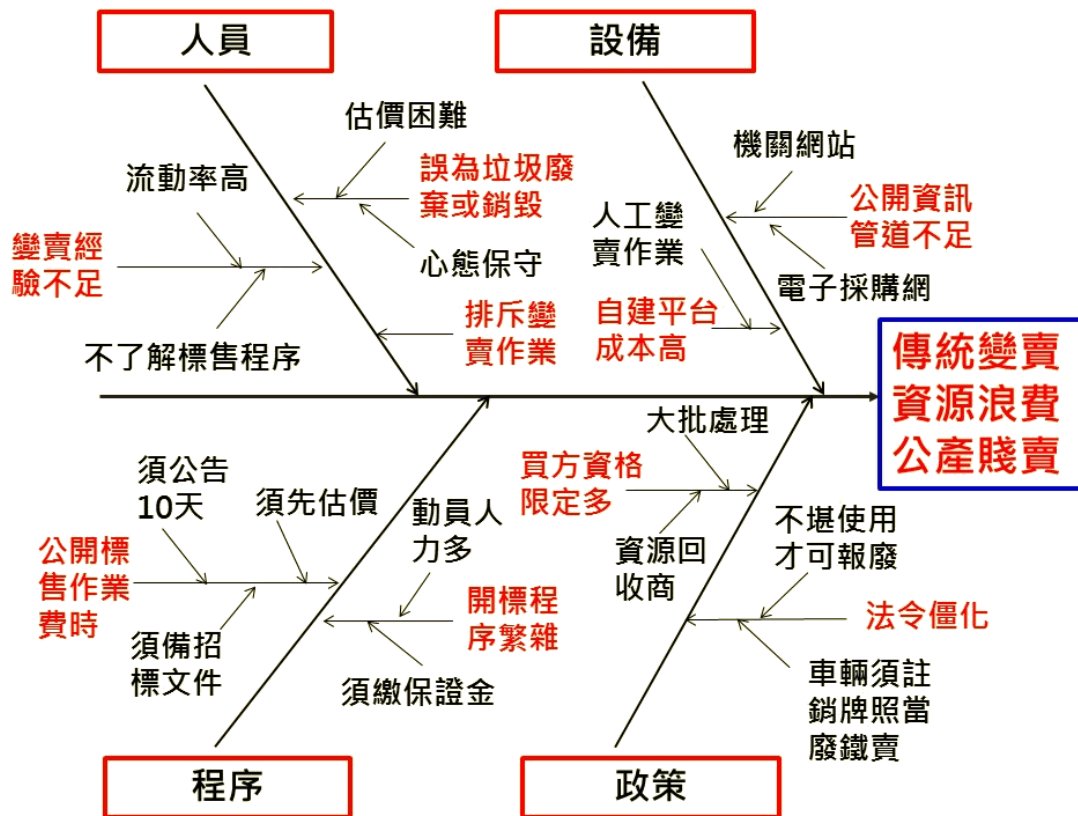 人員
設備
估價困難
流動率高
誤為垃圾廢
棄或銷毀
變賣經
驗不足
心態保守
不了解標售程序
排斥變
賣作業
機關網站
人工變
賣作業
公開資訊
管道不足
電子採購網
自建平台
成本高
傳統變賣
資源浪費
公產賤賣
須公告
10天
須先估價
動員人
力多
公開標
售作業
費時
開標程
序繁雜
須備招
標文件
須繳保證金
大批處理
買方資格
限定多
資源回
收商
不堪使用
才可報廢
法令僵化
車輛須註
銷牌照當
廢鐵賣
程序
政策